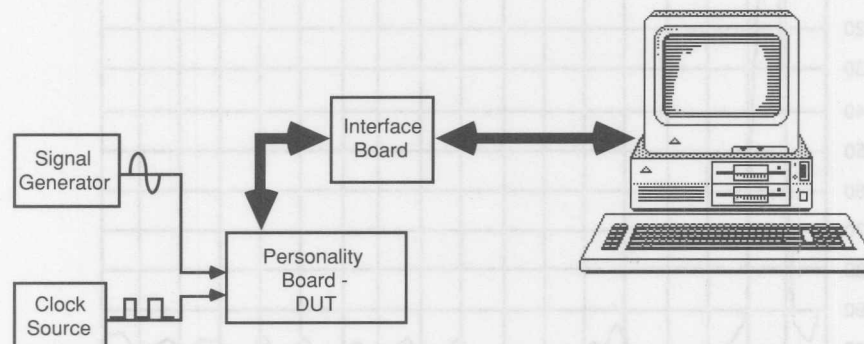 Interface
Board
Signal
Generator
Personality
Board -
DUT
Clock
Source